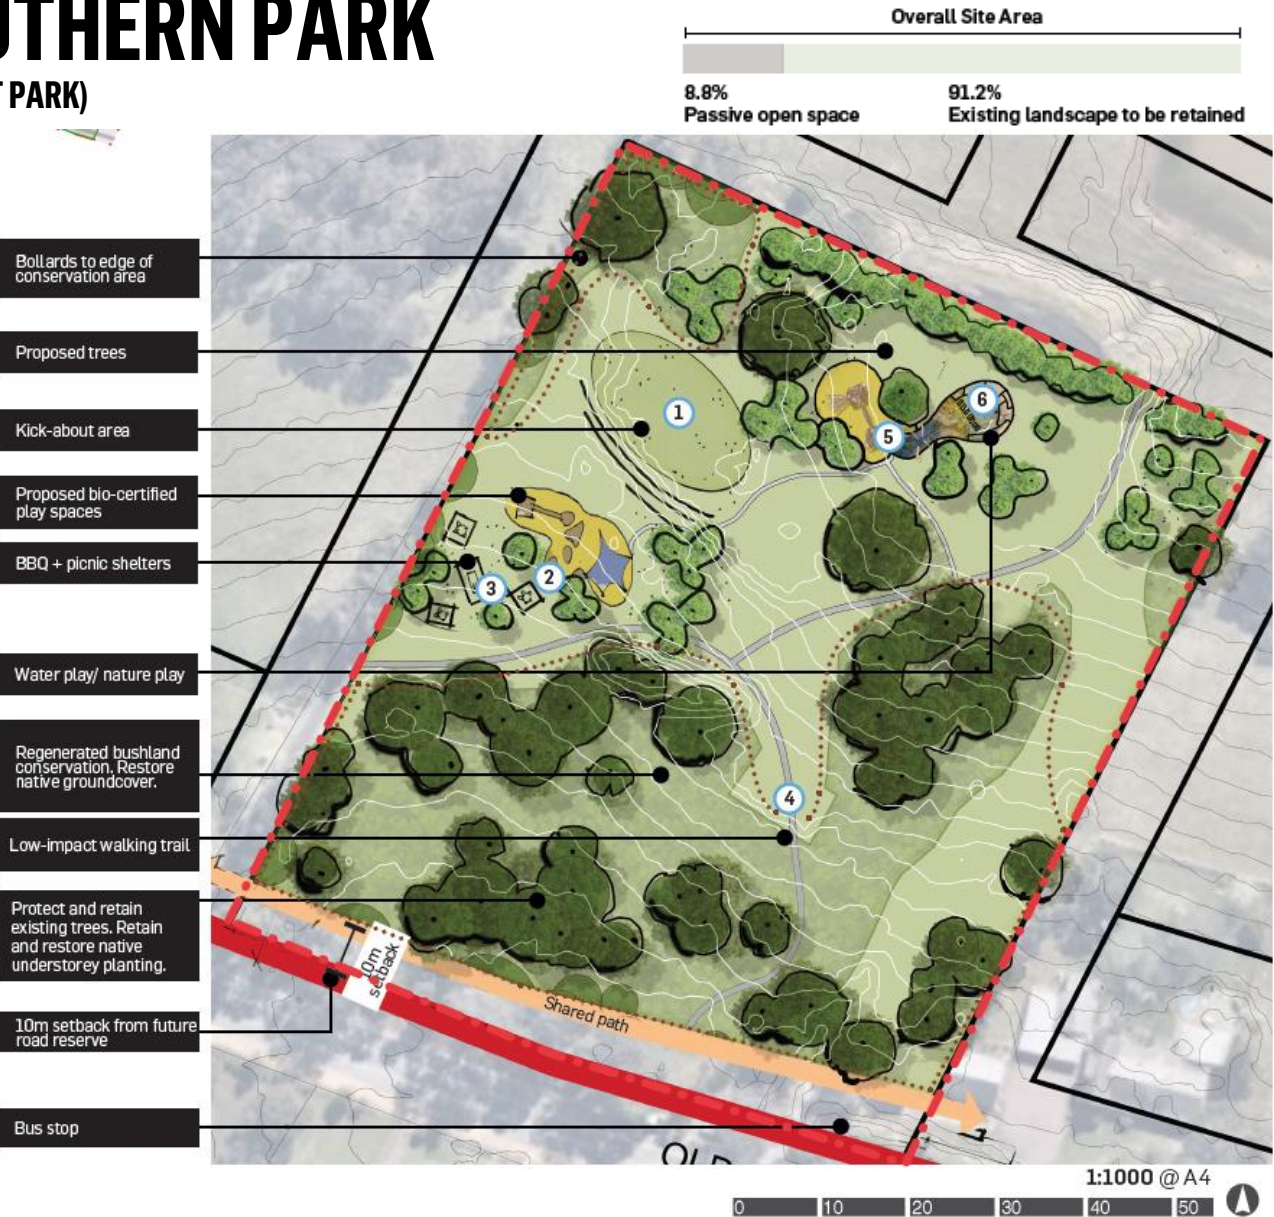 UTHERN PARK
PARK)
Overall Site Area
8.8%
Passive open space
91.2%
Existing landscape to be retained
Bollards to edge of
conservation area
Proposed trees
Kick-about area
Proposed bio-certified
play spaces
BBQ + picnic shelters
Water play/ nature play
Regenerated bushland
conservation. Restore
native groundcover.
Low-impact walking trail
Protect and retain
existing trees. Retain
and restore native
understorey planting.
10m setback from future
road reserve
Bus stop
1
2
3
4
5
6
10m
setback
Shared path
OLD
1:1000 @ A4
0 10 20 30 40 50